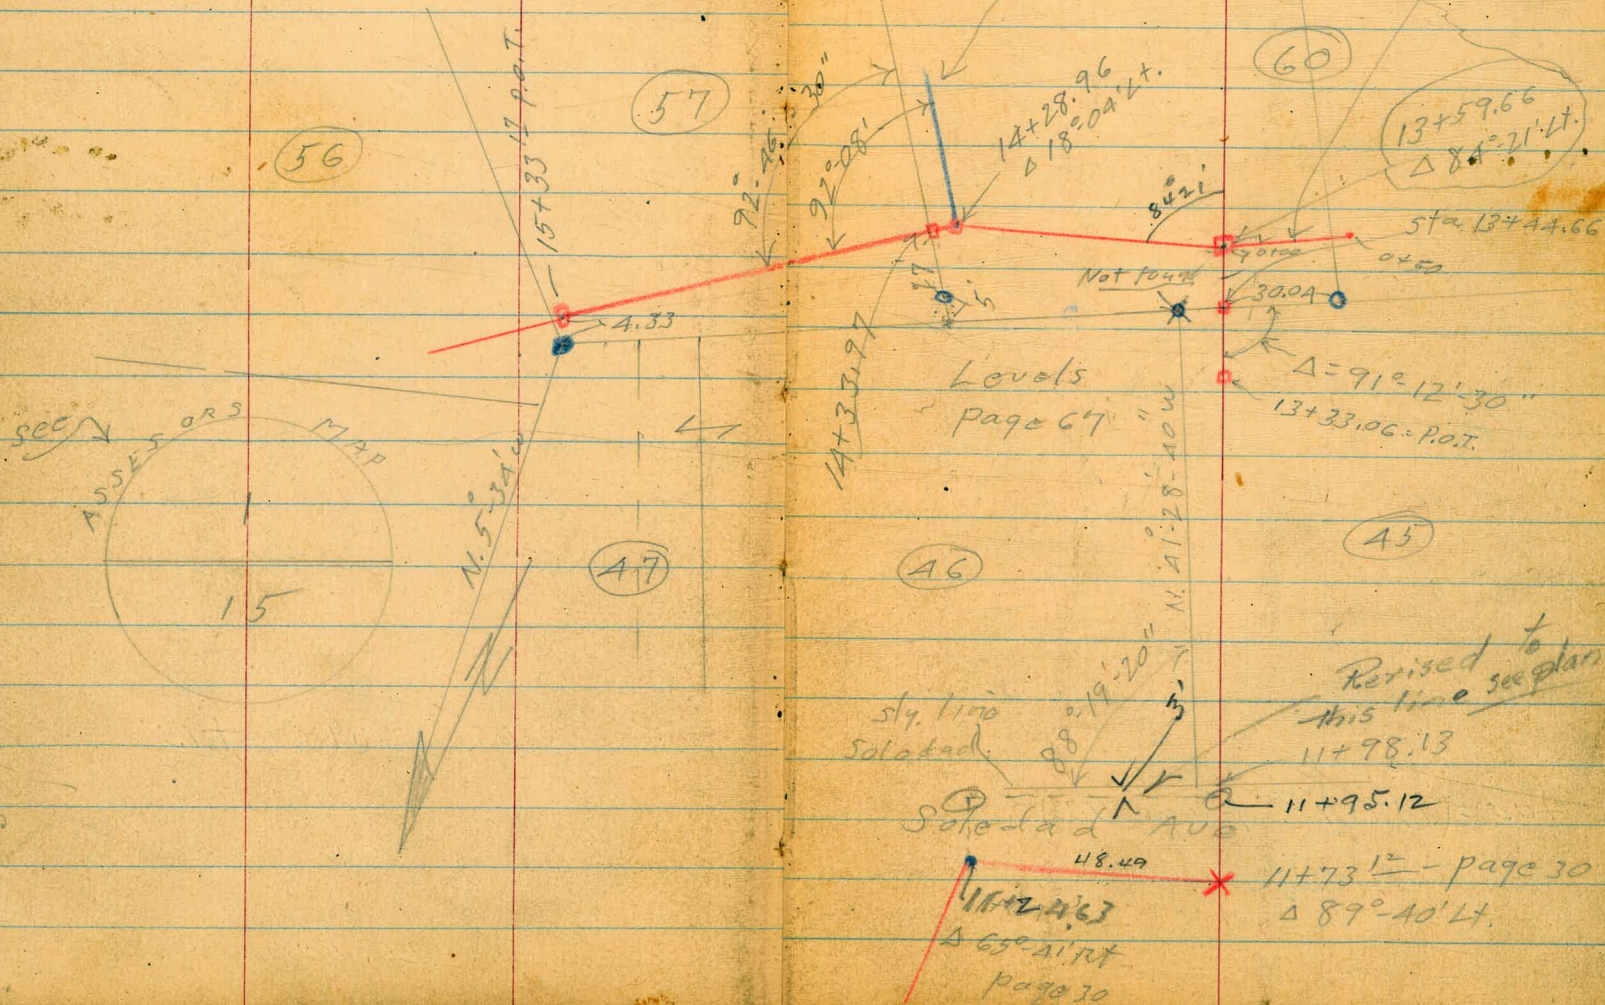 57
56
60
15+33 12 P.O.T.
92°-46'-30"
92°-08'
14+28.96
Δ 18°-04' Lt.
13+59.66
Δ 84°-21' Lt.
84 21'
sta 13+44.66
Not found
30.04
4.33
17
5'
14+33.97
Levels
page 67
Δ = 91°-12'-30"
13+33.06 = P.O.T.
see
ASSESSORS MAP
1
15
N. 5°-34' W
N. 41°-28'-40" W
47
46
45
88°-19'-20"
3'
Sly. line
Soledad
Revised to
this line see plan
11+98.13
11+95.12
Soledad Ave
48.49
11+73 12 - page 30
Δ 89°-40' Lt.
Δ 65°-41' Rt
page 30